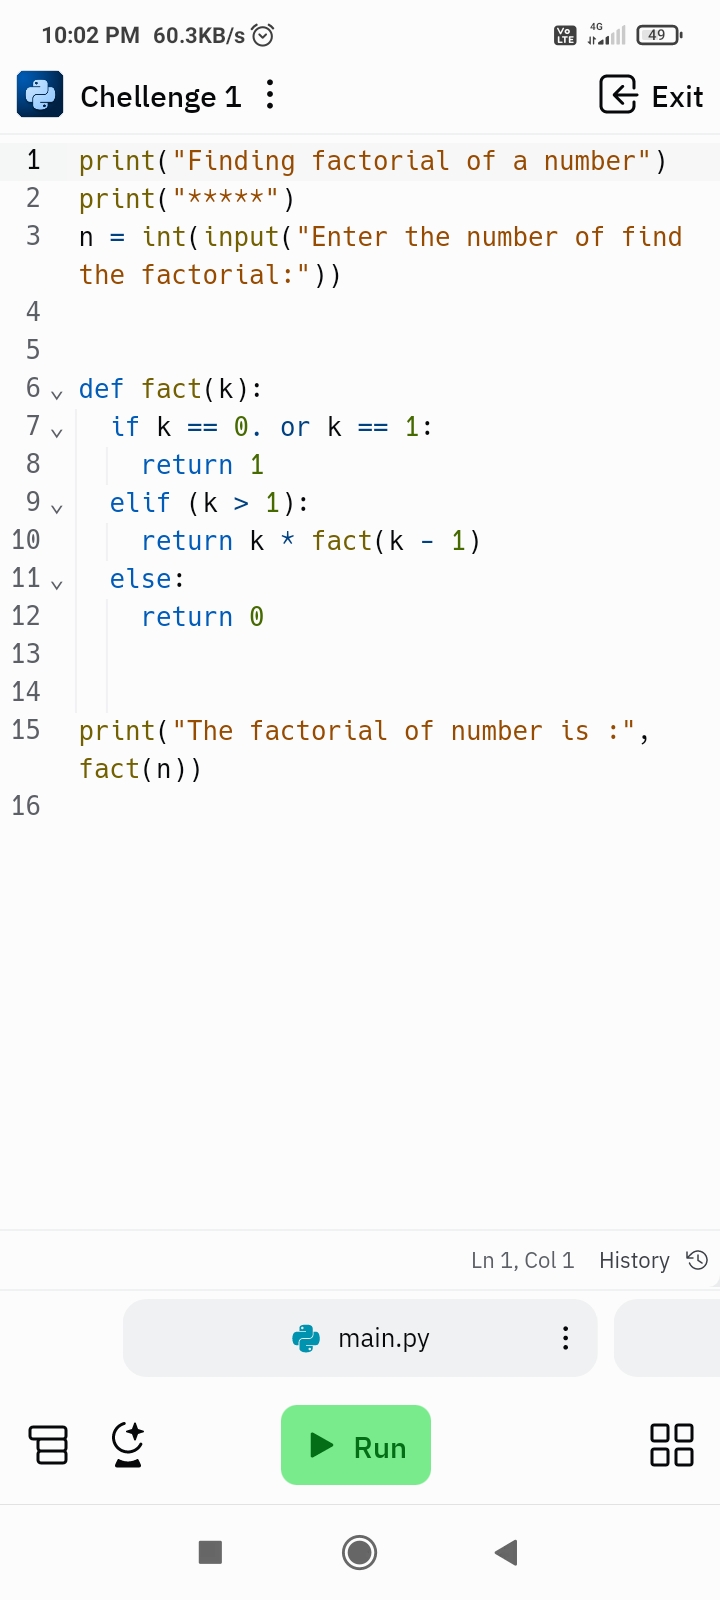 10:02 PM 60.3KB/s Vo LTE 4G 49
Chellenge 1 Exit
1 print("Finding factorial of a number")
2 print("*****")
3 n = int(input("Enter the number of find
the factorial:"))
4
5
6 def fact(k):
7 if k == 0. or k == 1:
8 return 1
9 elif (k > 1):
10 return k * fact(k - 1)
11 else:
12 return 0
13
14
15 print("The factorial of number is :",
fact(n))
16
Ln 1, Col 1 History
main.py
Run